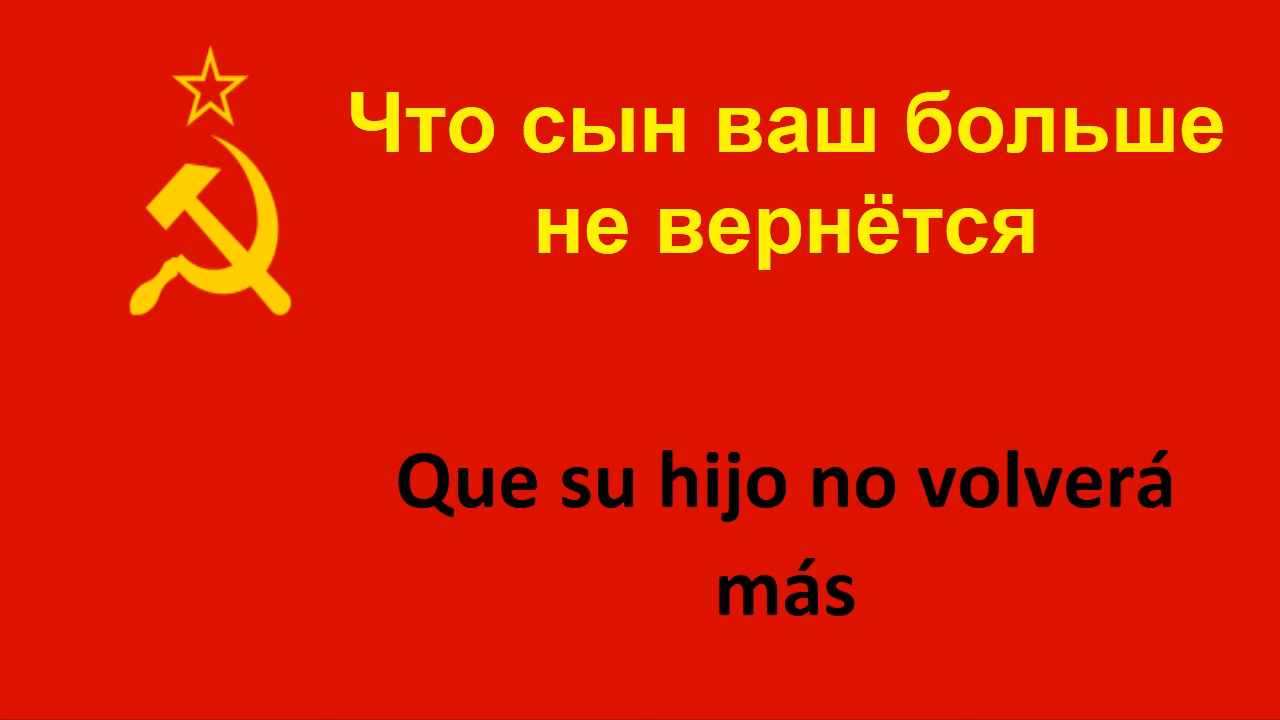 Что сын ваш больше
не вернётся
Que su hijo no volverá
más